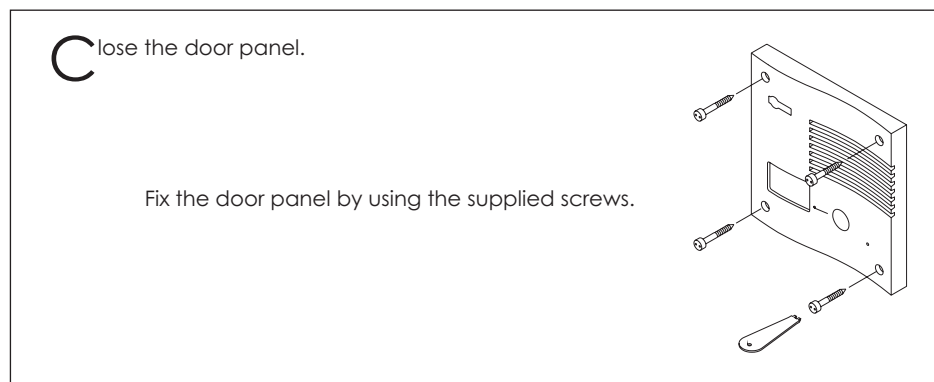 Close the door panel.
Fix the door panel by using the supplied screws.